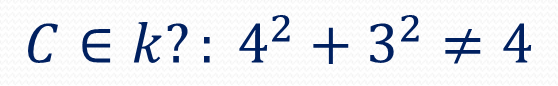 C ∈ k?: 4² + 3² ≠ 4